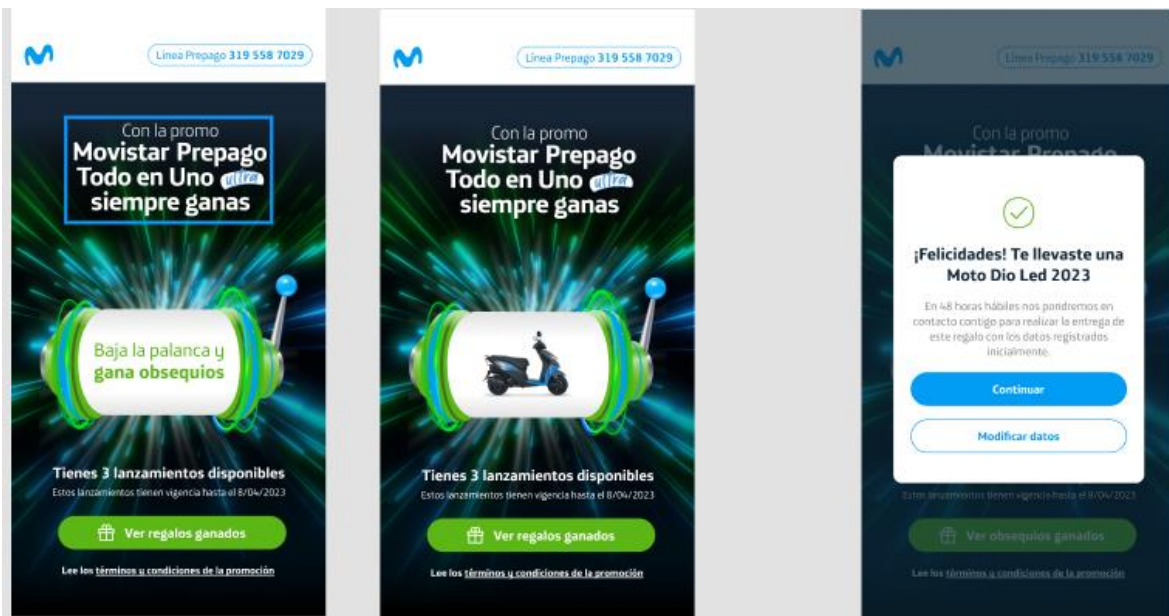 Línea Prepago 319 558 7029
Con la promo
Movistar Prepago
Todo en Uno ultra
siempre ganas
Baja la palanca y
gana obsequios
Tienes 3 lanzamientos disponibles
Estos lanzamientos tienen vigencia hasta el 8/04/2023
Ver regalos ganados
Lee los términos y condiciones de la promoción
Línea Prepago 319 558 7029
Con la promo
Movistar Prepago
Todo en Uno ultra
siempre ganas
Tienes 3 lanzamientos disponibles
Estos lanzamientos tienen vigencia hasta el 8/04/2023
Ver regalos ganados
Lee los términos y condiciones de la promoción
Línea Prepago 319 558 7029
Con la promo
Movistar Prepago
¡Felicidades! Te llevaste una
Moto Dio Led 2023
En 48 horas hábiles nos pondremos en
contacto contigo para realizar la entrega de
este regalo con los datos registrados
inicialmente.
Continuar
Modificar datos
Estos lanzamientos tienen vigencia hasta el 8/04/2023
Ver obsequios ganados
Lee los términos y condiciones de la promoción